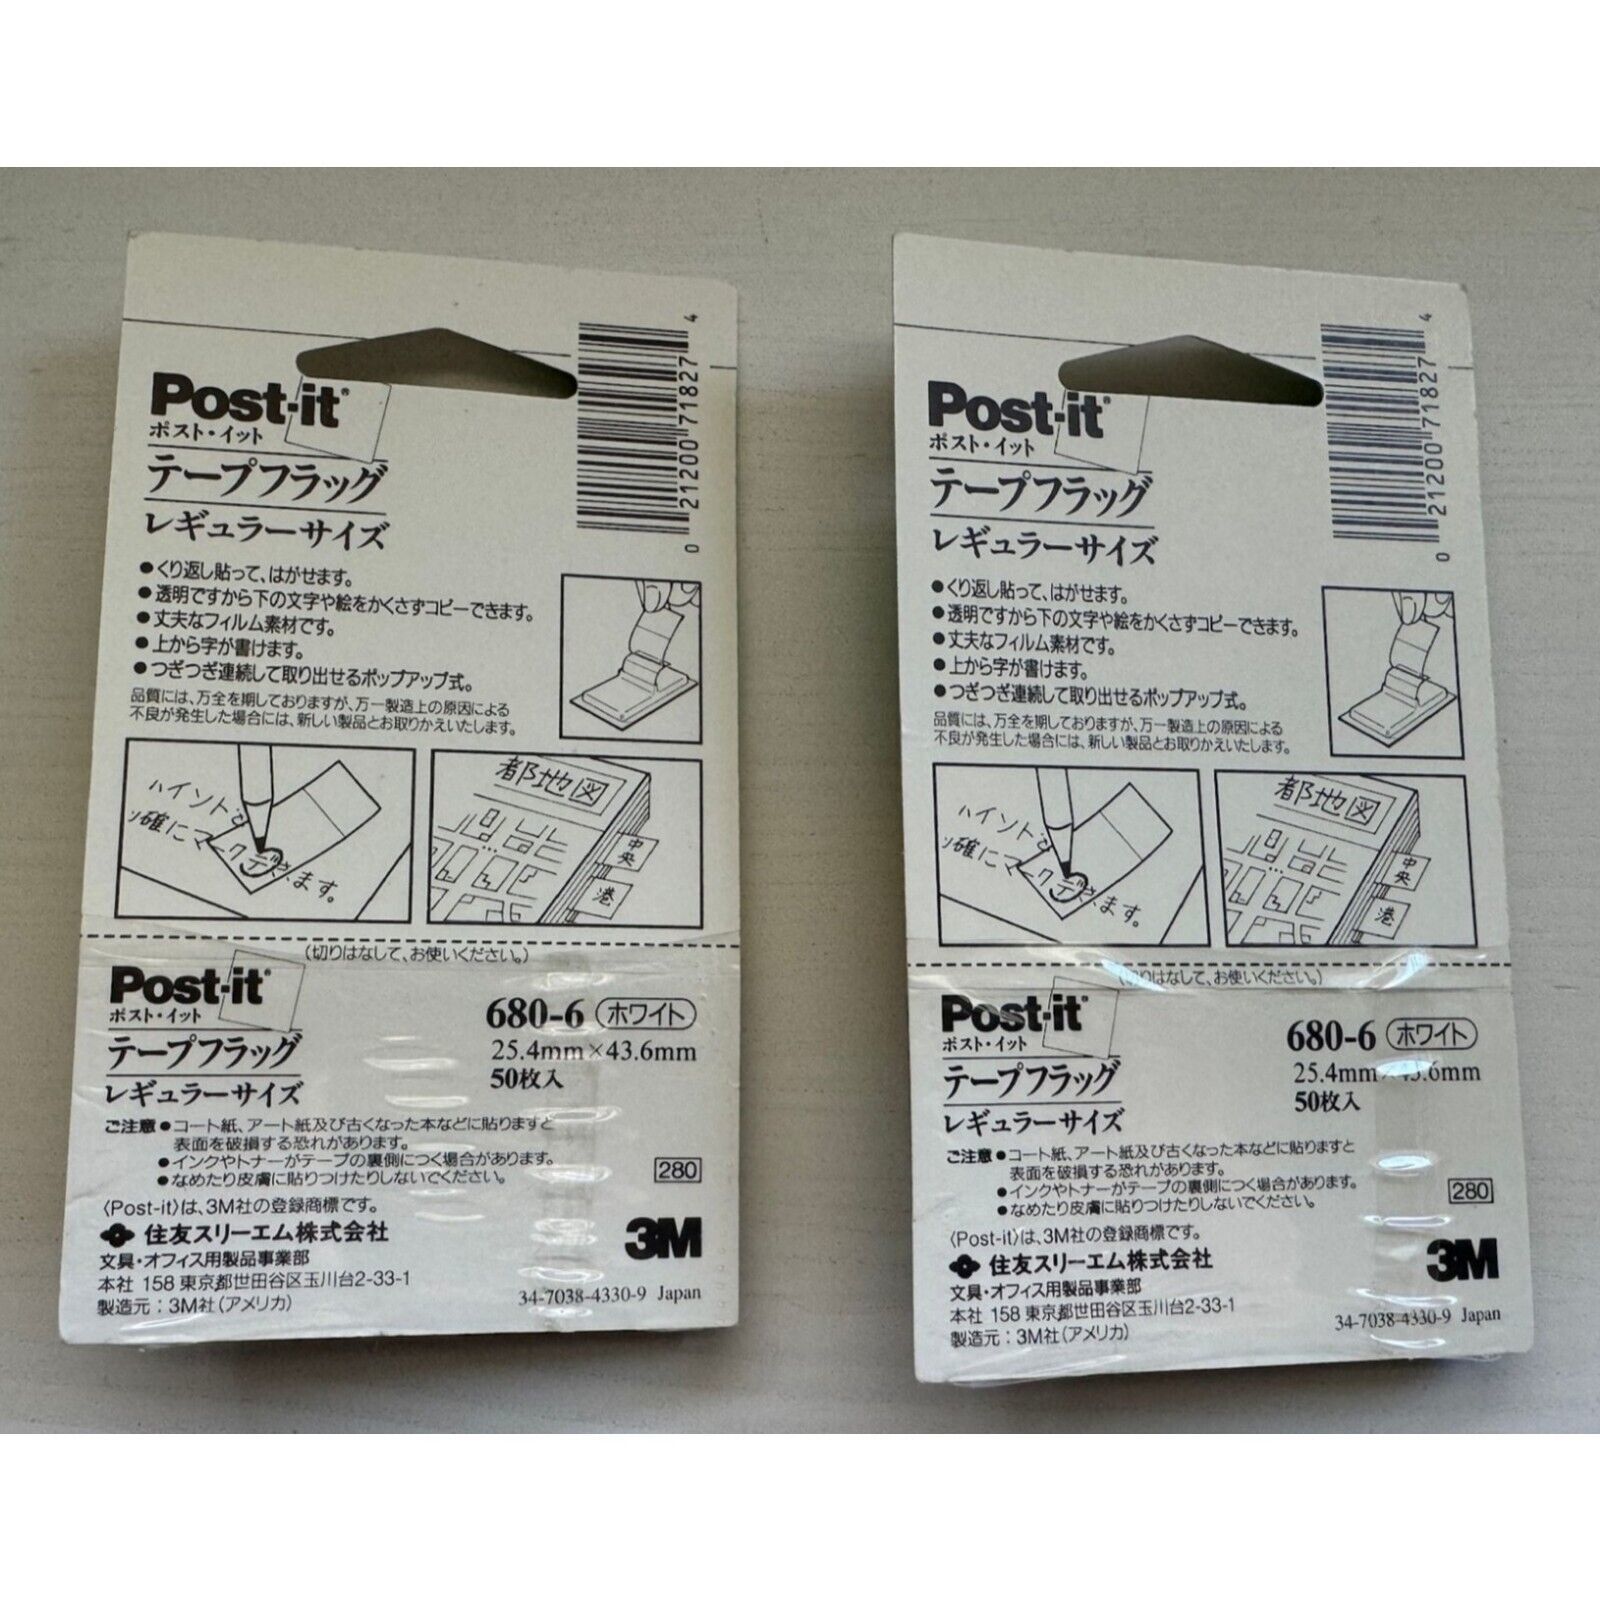 Post-it®
ポスト・イット
テープフラッグ
レギュラーサイズ
●くり返し貼って、はがせます。
●透明ですから下の文字や絵をかくさずコピーできます。
●丈夫なフィルム素材です。
●上から字が書けます。
●つぎつぎ連続して取り出せるポップアップ式。
品質には、万全を期しておりますが、万一製造上の原因による
不良が発生した場合には、新しい製品とお取りかえいたします。
0 21200 71827 4
都地図
中央
港
(切りはなして、お使いください。)
Post-it®
ポスト・イット
テープフラッグ
レギュラーサイズ
680-6 ホワイト
25.4mm×43.6mm
50枚入
ご注意●コート紙、アート紙及び古くなった本などに貼りますと
表面を破損する恐れがあります。
●インクやトナーがテープの裏側につく場合があります。
●なめたり皮膚に貼りつけたりしないでください。
280
〈Post-it〉は、3M社の登録商標です。
住友スリーエム株式会社
文具・オフィス用製品事業部
本社 158 東京都世田谷区玉川台2-33-1
製造元：3M社（アメリカ）
3M
34-7038-4330-9 Japan
Post-it®
ポスト・イット
テープフラッグ
レギュラーサイズ
●くり返し貼って、はがせます。
●透明ですから下の文字や絵をかくさずコピーできます。
●丈夫なフィルム素材です。
●上から字が書けます。
●つぎつぎ連続して取り出せるポップアップ式。
品質には、万全を期しておりますが、万一製造上の原因による
不良が発生した場合には、新しい製品とお取りかえいたします。
0 21200 71827 4
都地図
中央
港
(切りはなして、お使いください。)
Post-it®
ポスト・イット
テープフラッグ
レギュラーサイズ
680-6 ホワイト
25.4mm×43.6mm
50枚入
ご注意●コート紙、アート紙及び古くなった本などに貼りますと
表面を破損する恐れがあります。
●インクやトナーがテープの裏側につく場合があります。
●なめたり皮膚に貼りつけたりしないでください。
280
〈Post-it〉は、3M社の登録商標です。
住友スリーエム株式会社
文具・オフィス用製品事業部
本社 158 東京都世田谷区玉川台2-33-1
製造元：3M社（アメリカ）
3M
34-7038-4330-9 Japan